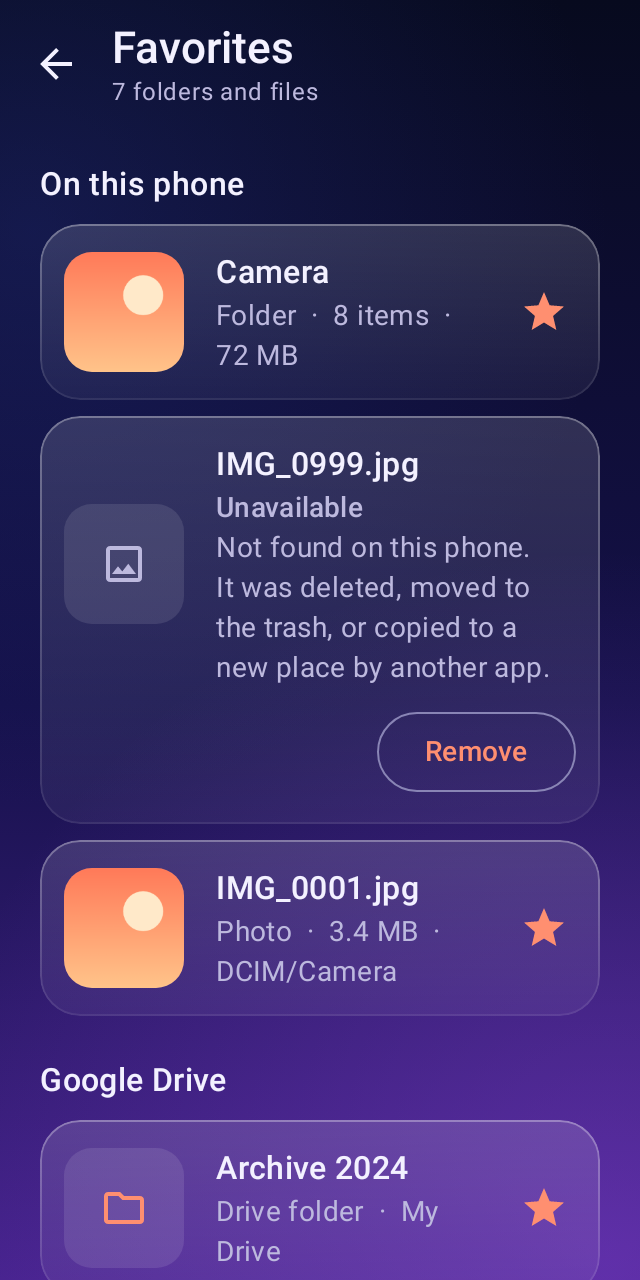 Favorites
7 folders and files
On this phone
Camera
Folder · 8 items ·
72 MB
IMG_0999.jpg
Unavailable
Not found on this phone.
It was deleted, moved to
the trash, or copied to a
new place by another app.
Remove
IMG_0001.jpg
Photo · 3.4 MB ·
DCIM/Camera
Google Drive
Archive 2024
Drive folder · My
Drive